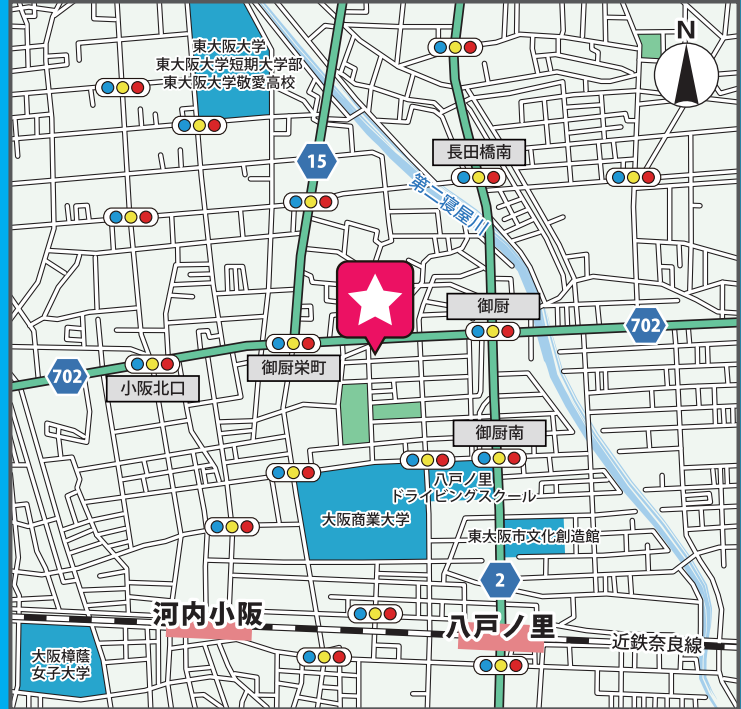 N
東大阪大学
東大阪大学短期大学部
東大阪大学敬愛高校
長田橋南
15
第二寝屋川
御厨
702
御厨栄町
702
小阪北口
御厨南
八戸ノ里
ドライビングスクール
大阪商業大学
東大阪市文化創造館
2
河内小阪
八戸ノ里
近鉄奈良線
大阪樟蔭
女子大学